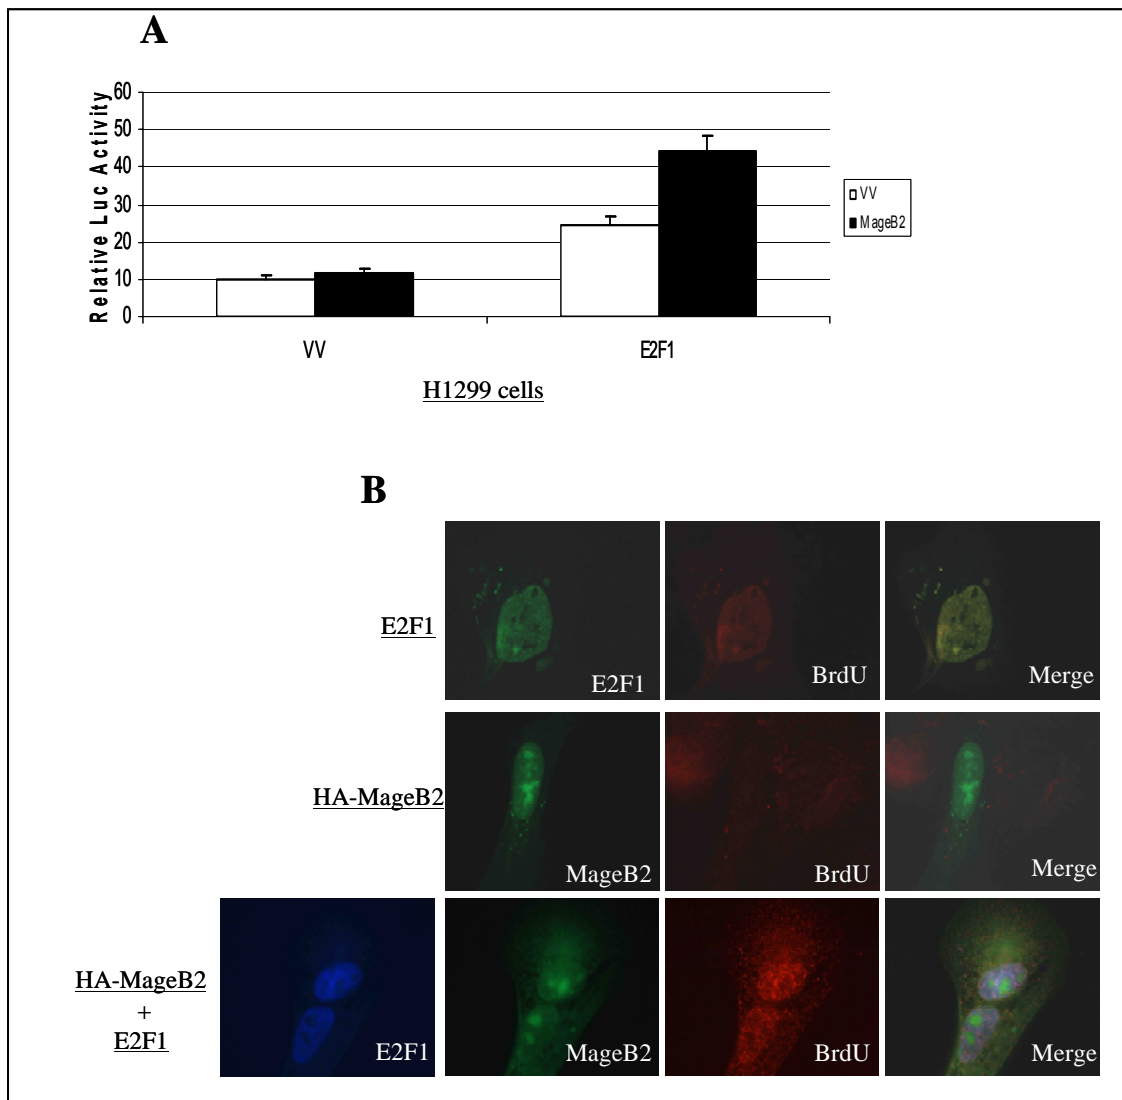 A
Relative Luc Activity
60
50
40
30
20
10
0
VV
MageB2
VV E2F1
H1299 cells
B
E2F1
E2F1 BrdU Merge
HA-MageB2
MageB2 BrdU Merge
HA-MageB2
+
E2F1
E2F1 MageB2 BrdU Merge